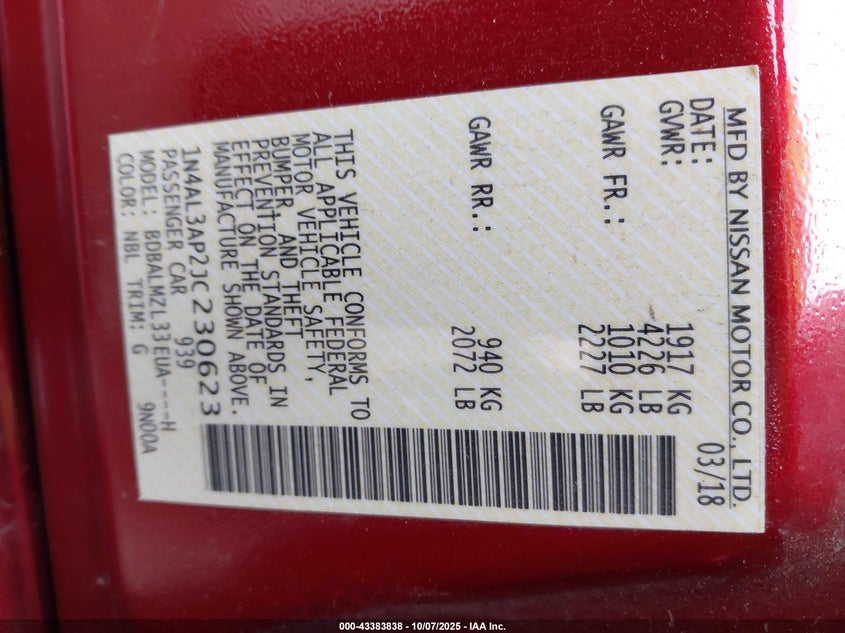 MFD BY NISSAN MOTOR CO., LTD.
DATE: 03/18
GVWR: 1917 KG
4226 LB
GAWR FR.: 1010 KG
2227 LB
GAWR RR.: 940 KG
2072 LB
THIS VEHICLE CONFORMS TO
ALL APPLICABLE FEDERAL
MOTOR VEHICLE SAFETY,
BUMPER, AND THEFT
PREVENTION STANDARDS IN
EFFECT ON THE DATE OF
MANUFACTURE SHOWN ABOVE.
1N4AL3AP2JC230623
PASSENGER CAR 939
MODEL: BDBALMZL33EUA----H
COLOR: NBL TRIM: G 9N00A
000-43383838 - 10/07/2025 - IAA Inc.